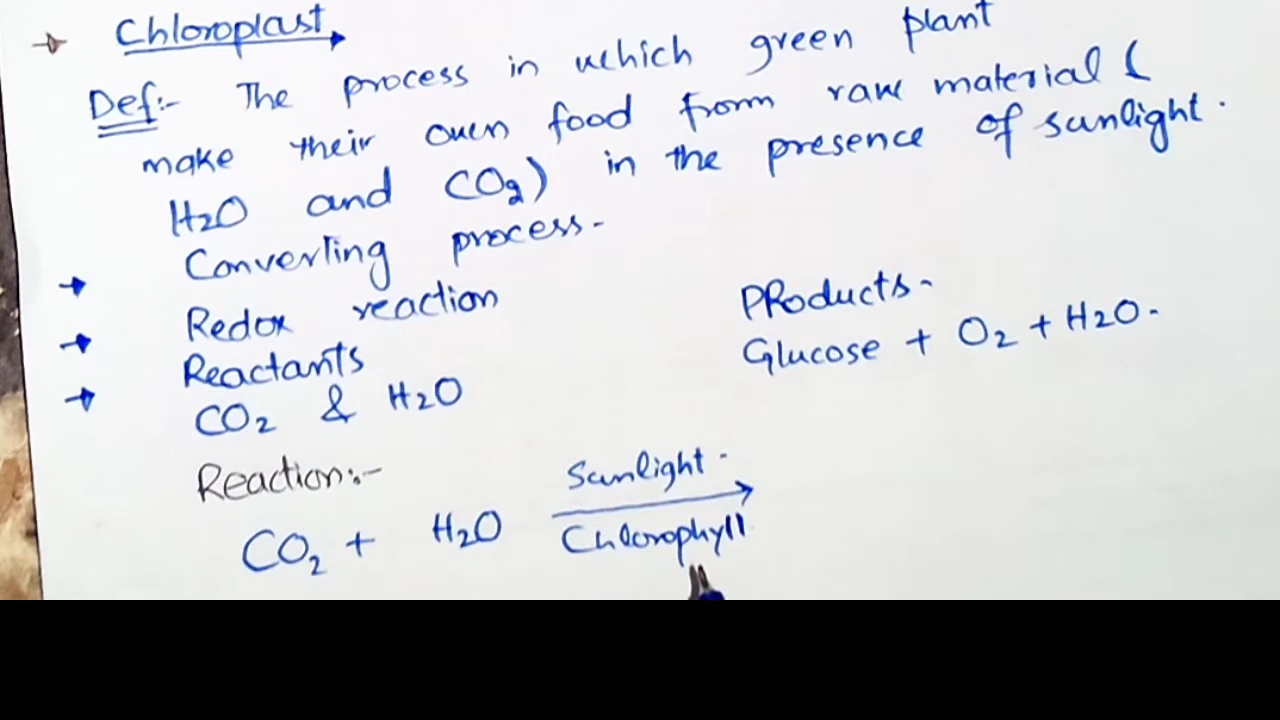 Chloroplast
Def:- The process in which green plant
make their own food from raw material (
H2O and CO2) in the presence of sunlight.
Converting process.
Redox reaction
Reactants
CO2 & H2O
Products.
Glucose + O2 + H2O.
Reaction:-
CO2 + H2O
Sunlight.
Chlorophyll